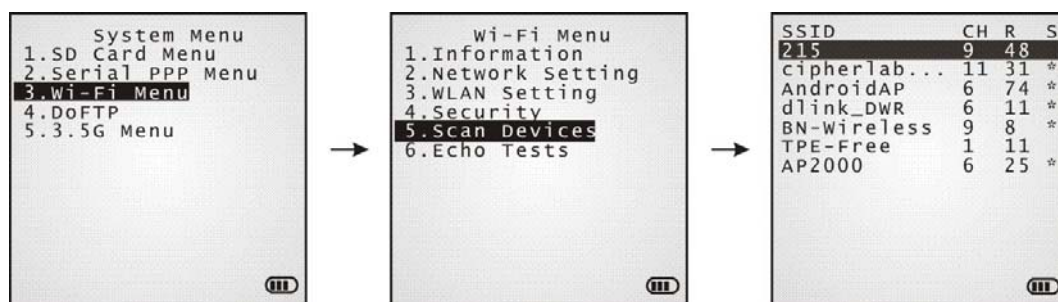 System Menu
1.SD Card Menu
2.Serial PPP Menu
3.Wi-Fi Menu
4.DoFTP
5.3.5G Menu
Wi-Fi Menu
1.Information
2.Network Setting
3.WLAN Setting
4.Security
5.Scan Devices
6.Echo Tests
SSID CH R S
215 9 48
cipherlab... 11 31 *
AndroidAP 6 74 *
dlink_DWR 6 11 *
BN-Wireless 9 8 *
TPE-Free 1 11
AP2000 6 25 *